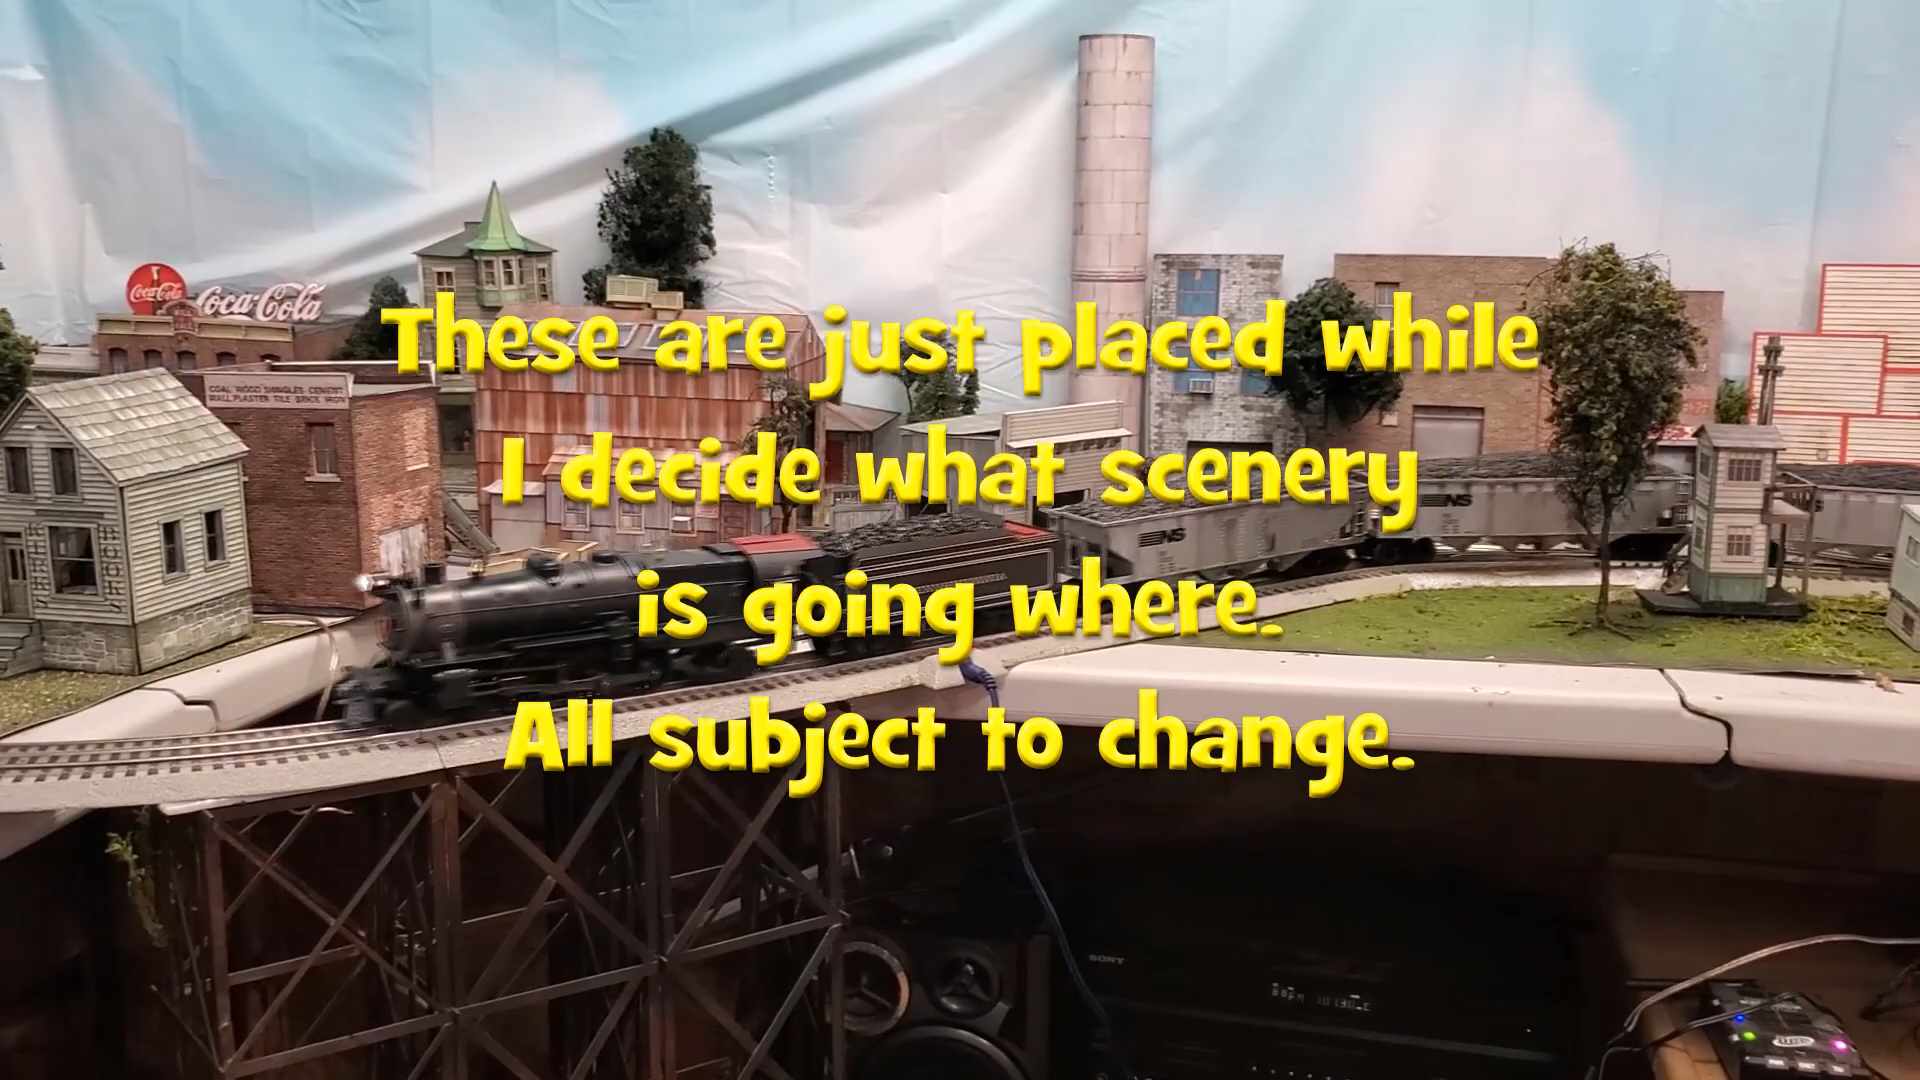 Coca-Cola
Coca-Cola
COAL WOOD SHINGLES CEMENT
WALL PLASTER TILE BRICK IRON
These are just placed while
I decide what scenery
NS
NS
is going where.
All subject to change.
SONY